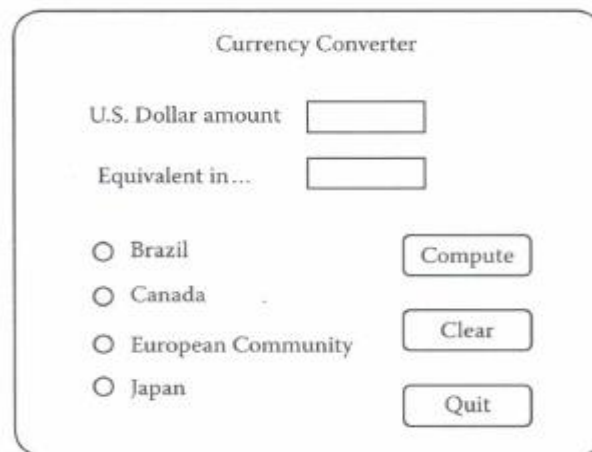 Currency Converter
U.S. Dollar amount
Equivalent in...
Brazil
Compute
Canada
Clear
European Community
Japan
Quit